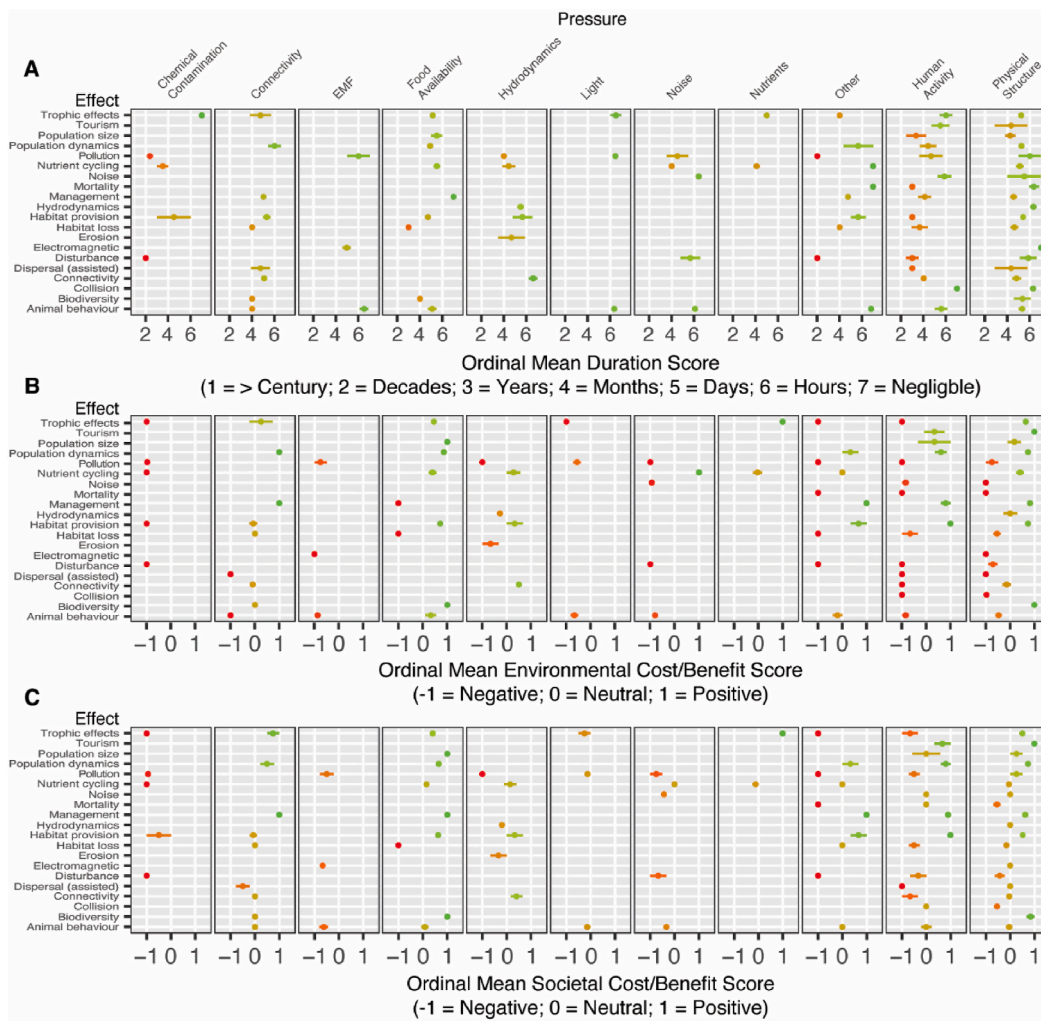 Pressure
A
Chemical
Contamination
Connectivity
EMF
Food
Availability
Hydrodynamics
Light
Noise
Nutrients
Other
Human
Activity
Physical
Structure
Effect
Trophic effects
Tourism
Population size
Population dynamics
Pollution
Nutrient cycling
Noise
Mortality
Management
Hydrodynamics
Habitat provision
Habitat loss
Erosion
Electromagnetic
Disturbance
Dispersal (assisted)
Connectivity
Collision
Biodiversity
Animal behaviour
2 4 6 2 4 6 2 4 6 2 4 6 2 4 6 2 4 6 2 4 6 2 4 6 2 4 6 2 4 6 2 4 6
Ordinal Mean Duration Score
(1 = > Century; 2 = Decades; 3 = Years; 4 = Months; 5 = Days; 6 = Hours; 7 = Neglgible)
B
Effect
Trophic effects
Tourism
Population size
Population dynamics
Pollution
Nutrient cycling
Noise
Mortality
Management
Hydrodynamics
Habitat provision
Habitat loss
Erosion
Electromagnetic
Disturbance
Dispersal (assisted)
Connectivity
Collision
Biodiversity
Animal behaviour
−1 0 1 −1 0 1 −1 0 1 −1 0 1 −1 0 1 −1 0 1 −1 0 1 −1 0 1 −1 0 1 −1 0 1 −1 0 1
Ordinal Mean Environmental Cost/Benefit Score
(-1 = Negative; 0 = Neutral; 1 = Positive)
C
Effect
Trophic effects
Tourism
Population size
Population dynamics
Pollution
Nutrient cycling
Noise
Mortality
Management
Hydrodynamics
Habitat provision
Habitat loss
Erosion
Electromagnetic
Disturbance
Dispersal (assisted)
Connectivity
Collision
Biodiversity
Animal behaviour
−1 0 1 −1 0 1 −1 0 1 −1 0 1 −1 0 1 −1 0 1 −1 0 1 −1 0 1 −1 0 1 −1 0 1 −1 0 1
Ordinal Mean Societal Cost/Benefit Score
(-1 = Negative; 0 = Neutral; 1 = Positive)